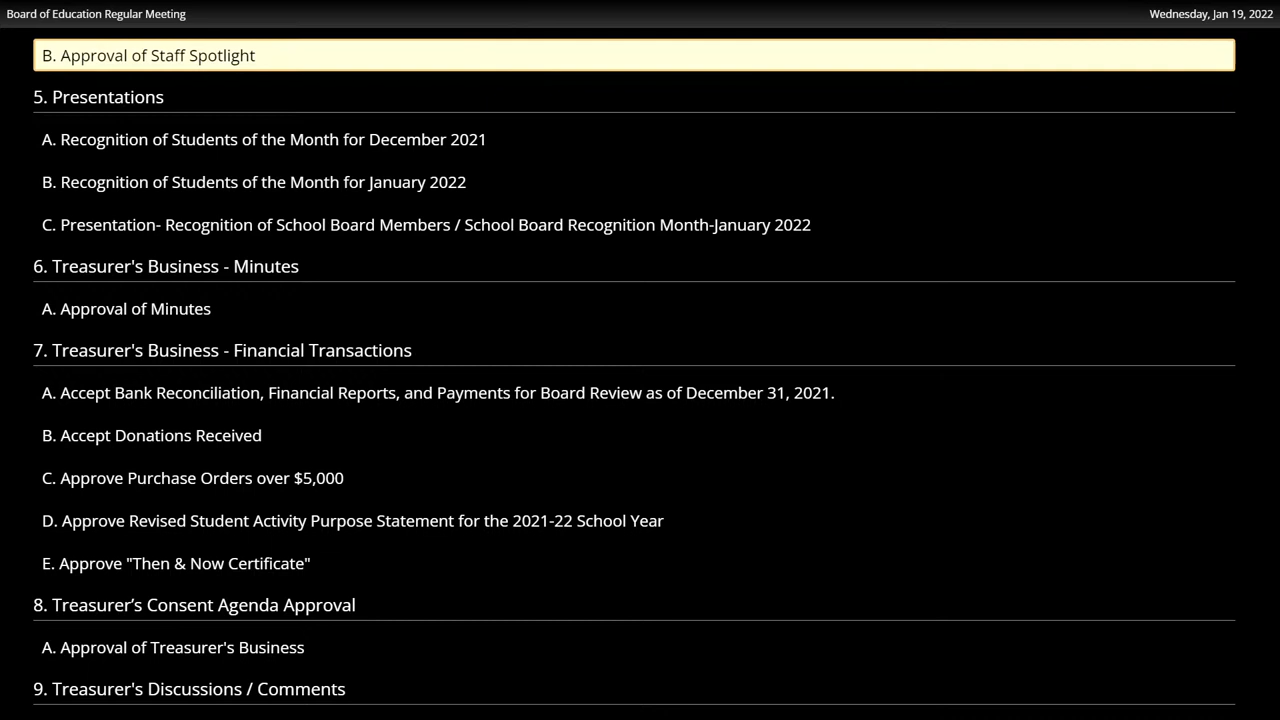 Board of Education Regular Meeting
Wednesday, Jan 19, 2022
B. Approval of Staff Spotlight
5. Presentations
A. Recognition of Students of the Month for December 2021
B. Recognition of Students of the Month for January 2022
C. Presentation- Recognition of School Board Members / School Board Recognition Month-January 2022
6. Treasurer's Business - Minutes
A. Approval of Minutes
7. Treasurer's Business - Financial Transactions
A. Accept Bank Reconciliation, Financial Reports, and Payments for Board Review as of December 31, 2021.
B. Accept Donations Received
C. Approve Purchase Orders over $5,000
D. Approve Revised Student Activity Purpose Statement for the 2021-22 School Year
E. Approve "Then & Now Certificate"
8. Treasurer’s Consent Agenda Approval
A. Approval of Treasurer's Business
9. Treasurer's Discussions / Comments